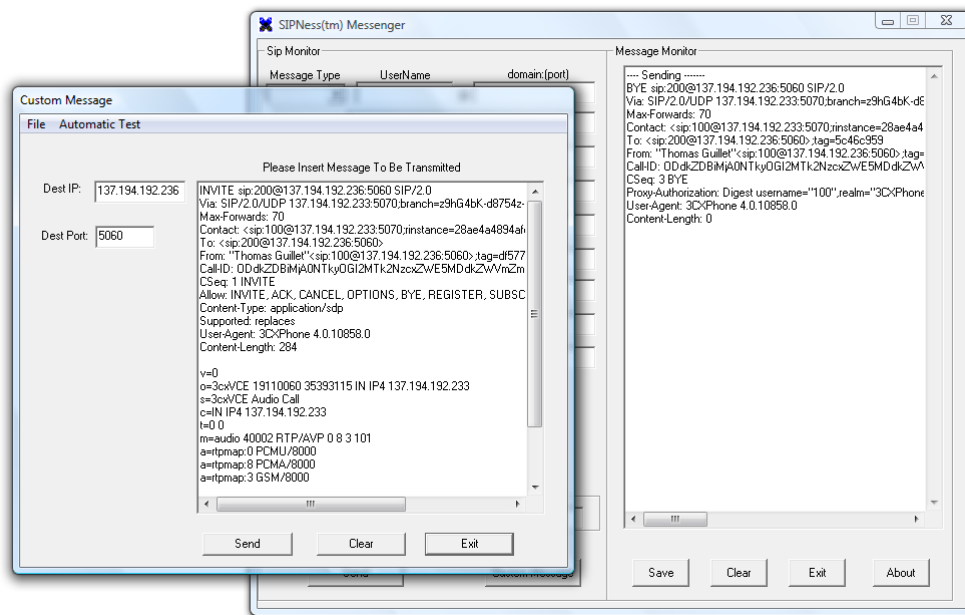 SIPNess(tm) Messenger
Sip Monitor
Message Type UserName domain:(port)
Message Monitor
---- Sending -------
BYE sip:200@137.194.192.236:5060 SIP/2.0
Via: SIP/2.0/UDP 137.194.192.233:5070;branch=z9hG4bK-d8
Max-Forwards: 70
Contact: <sip:100@137.194.192.233:5070;rinstance=28ae4a4
To: <sip:200@137.194.192.236:5060>;tag=5c46c959
From: "Thomas Guillet"<sip:100@137.194.192.236:5060>;tag=
Call-ID: ODdkZDBiMjA0NTkyOGI2MTk2NzcxZWE5MDdkZWV
CSeq: 3 BYE
Proxy-Authorization: Digest username="100",realm="3CXPhone
User-Agent: 3CXPhone 4.0.10858.0
Content-Length: 0
Save Clear Exit About
Custom Message
File Automatic Test
Please Insert Message To Be Transmitted
Dest IP: 137.194.192.236
Dest Port: 5060
INVITE sip:200@137.194.192.236:5060 SIP/2.0
Via: SIP/2.0/UDP 137.194.192.233:5070;branch=z9hG4bK-d8754z-
Max-Forwards: 70
Contact: <sip:100@137.194.192.233:5070;rinstance=28ae4a4894af
To: <sip:200@137.194.192.236:5060>
From: "Thomas Guillet"<sip:100@137.194.192.236:5060>;tag=df577
Call-ID: ODdkZDBiMjA0NTkyOGI2MTk2NzcxZWE5MDdkZWVmZm
CSeq: 1 INVITE
Allow: INVITE, ACK, CANCEL, OPTIONS, BYE, REGISTER, SUBSC
Content-Type: application/sdp
Supported: replaces
User-Agent: 3CXPhone 4.0.10858.0
Content-Length: 284
v=0
o=3cxVCE 19110060 35393115 IN IP4 137.194.192.233
s=3cxVCE Audio Call
c=IN IP4 137.194.192.233
t=0 0
m=audio 40002 RTP/AVP 0 8 3 101
a=rtpmap:0 PCMU/8000
a=rtpmap:8 PCMA/8000
a=rtpmap:3 GSM/8000
Send Clear Exit
Send Custom Message